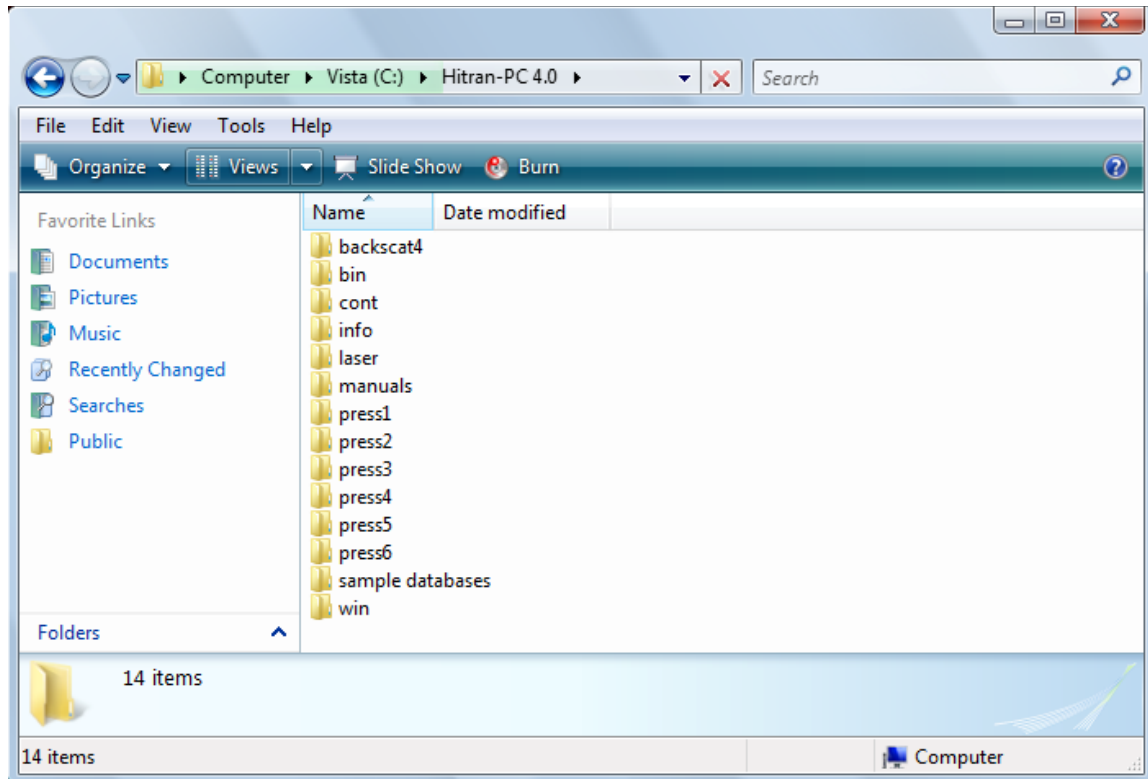 Computer ▸ Vista (C:) ▸ Hitran-PC 4.0 ▸
Search
File Edit View Tools Help
Organize Views Slide Show Burn
Favorite Links
Documents
Pictures
Music
Recently Changed
Searches
Public
Folders
Name Date modified
backscat4
bin
cont
info
laser
manuals
press1
press2
press3
press4
press5
press6
sample databases
win
14 items
14 items Computer